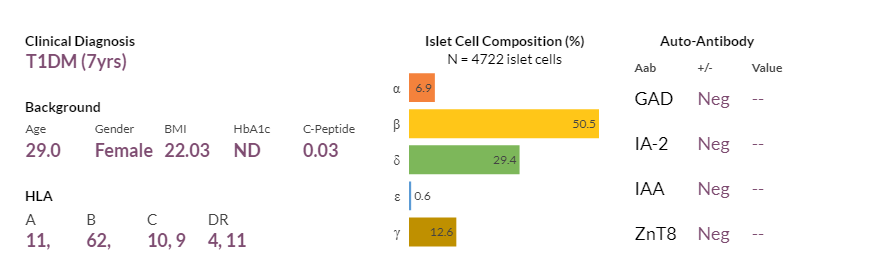 Clinical Diagnosis
T1DM (7yrs)
Background
Age Gender BMI HbA1c C-Peptide
29.0 Female 22.03 ND 0.03
HLA
A B C DR
11, 62, 10, 9 4, 11
Islet Cell Composition (%)
N = 4722 islet cells
α 6.9
β 50.5
δ 29.4
ε 0.6
γ 12.6
Auto-Antibody
Aab +/- Value
GAD Neg --
IA-2 Neg --
IAA Neg --
ZnT8 Neg --